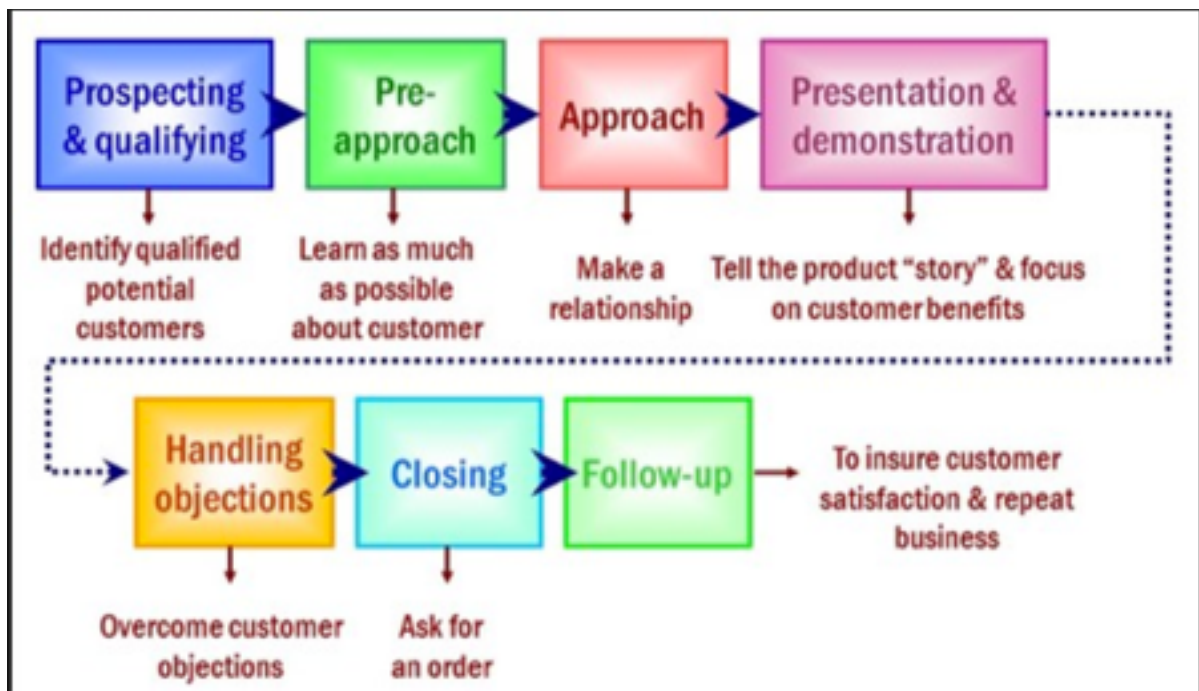 Prospecting
& qualifying
Pre-
approach
Approach
Presentation &
demonstration
Identify qualified
potential
customers
Learn as much
as possible
about customer
Make a
relationship
Tell the product “story” & focus
on customer benefits
Handling
objections
Closing
Follow-up
To insure customer
satisfaction & repeat
business
Overcome customer
objections
Ask for
an order